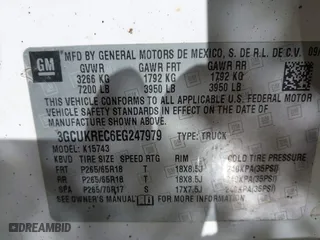 GM
MFD BY GENERAL MOTORS DE MEXICO, S. DE R.L. DE C.V.
GVWR GAWR FRT GAWR RR
3266 KG 1792 KG 1792 KG
7200 LB 3950 LB 3950 LB
THIS VEHICLE CONFORMS TO ALL APPLICABLE U.S. FEDERAL MOTOR
VEHICLE SAFETY STANDARDS IN EFFECT ON THE DATE OF
MANUFACTURE SHOWN ABOVE.
3GCUKREC6EG247979 TYPE: TRUCK
MODEL: K15743
TIRE SIZE SPEED RTG RIM COLD TIRE PRESSURE
FRT P265/65R18 T 18X8.5J (35PSI)
RR P265/65R18 T 18X8.5J (35PSI)
SPA P265/70R17 S 17X7.5J (35PSI)
SEE OWNER'S MANUAL
DREAMBID